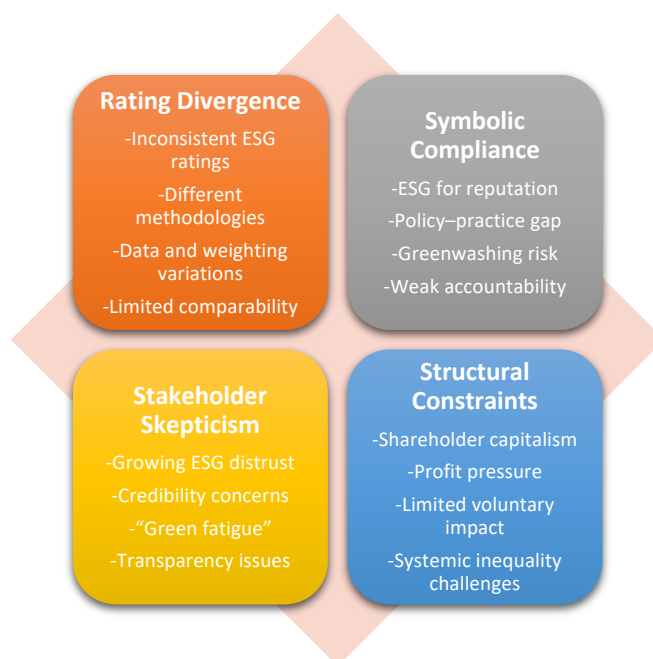 Rating Divergence
-Inconsistent ESG
ratings
-Different
methodologies
-Data and weighting
variations
-Limited comparability
Symbolic
Compliance
-ESG for reputation
-Policy–practice gap
-Greenwashing risk
-Weak accountability
Stakeholder
Skepticism
-Growing ESG distrust
-Credibility concerns
-“Green fatigue”
-Transparency issues
Structural
Constraints
-Shareholder capitalism
-Profit pressure
-Limited voluntary
impact
-Systemic inequality
challenges